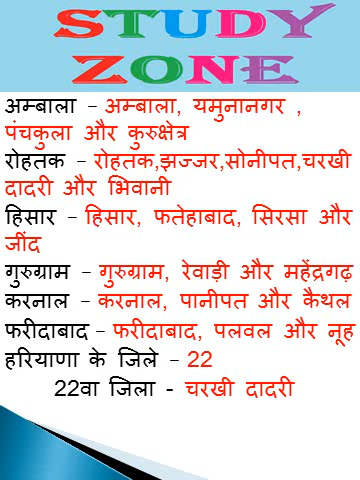 STUDY
ZONE
अम्बाला – अम्बाला, यमुनानगर ,
पंचकुला और कुरुक्षेत्र
रोहतक – रोहतक,झज्जर,सोनीपत,चरखी
दादरी और भिवानी
हिसार – हिसार, फतेहाबाद, सिरसा और
जींद
गुरुग्राम – गुरुग्राम, रेवाड़ी और महेंद्रगढ़
करनाल – करनाल, पानीपत और कैथल
फरीदाबाद – फरीदाबाद, पलवल और नूह
हरियाणा के जिले – 22
22वा जिला - चरखी दादरी